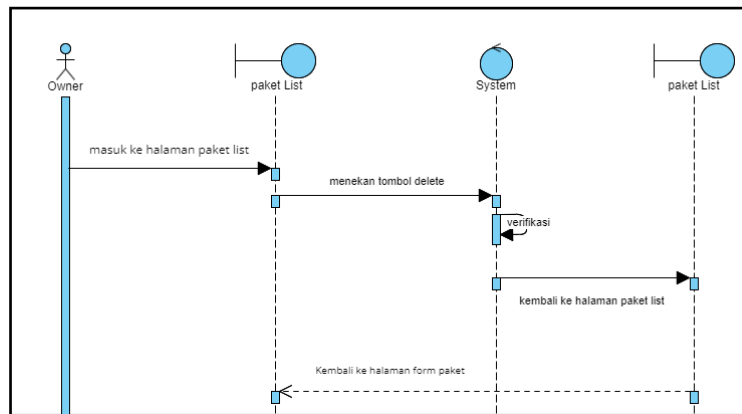 Owner
paket List
System
paket List
masuk ke halaman paket list
menekan tombol delete
verifikasi
kembali ke halaman paket list
Kembali ke halaman form paket